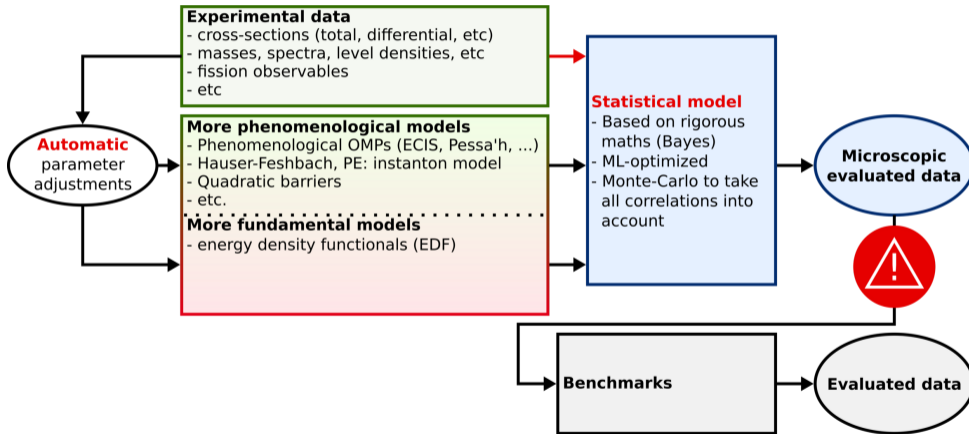 Experimental data
- cross-sections (total, differential, etc)
- masses, spectra, level densities, etc
- fission observables
- etc
Automatic
parameter
adjustments
More phenomenological models
- Phenomenological OMPs (ECIS, Pessa'h, ...)
- Hauser-Feshbach, PE: instanton model
- Quadratic barriers
- etc.
More fundamental models
- energy density functionals (EDF)
Statistical model
- Based on rigorous
maths (Bayes)
- ML-optimized
- Monte-Carlo to take
all correlations into
account
Microscopic
evaluated data
!
Benchmarks
Evaluated data